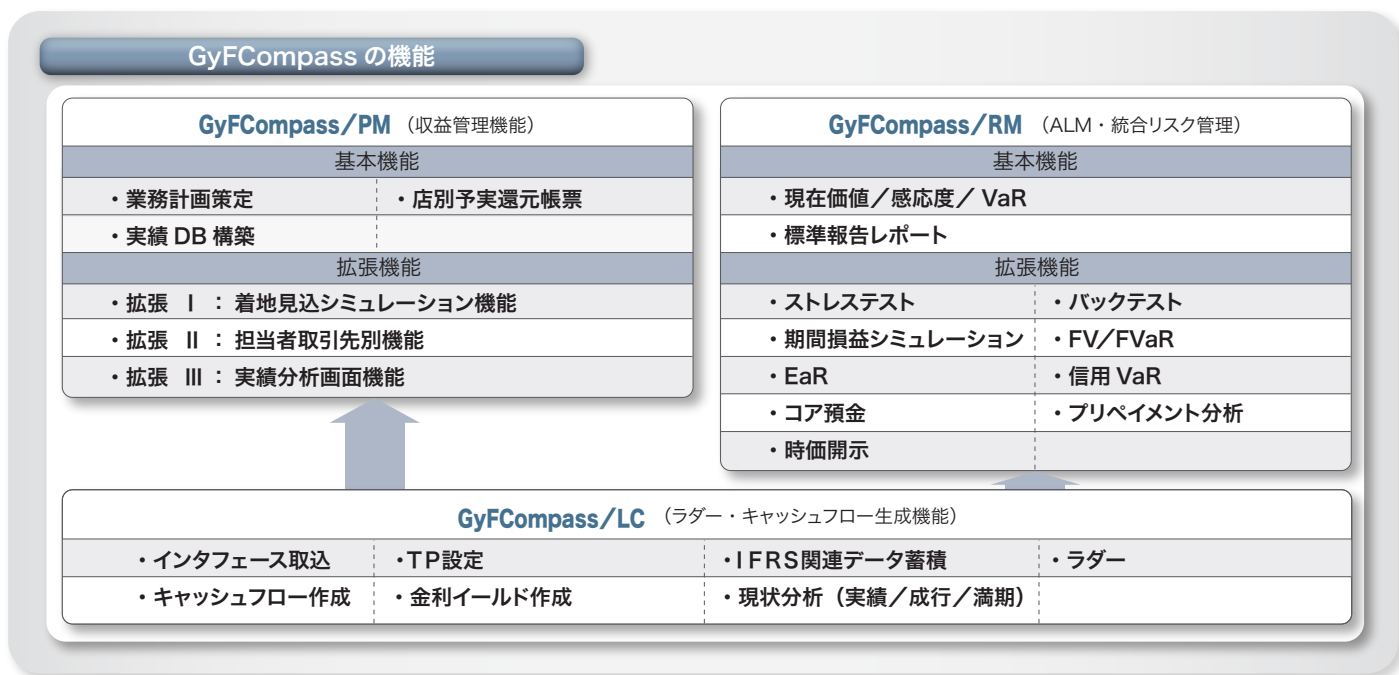 GyFCompass の機能
GyFCompass/PM （収益管理機能）
基本機能
・業務計画策定 ・店別予実還元帳票
・実績 DB 構築
拡張機能
・拡張 Ⅰ ： 着地見込シミュレーション機能
・拡張 Ⅱ ： 担当者取引先別機能
・拡張 Ⅲ ： 実績分析画面機能
GyFCompass/RM （ALM・統合リスク管理）
基本機能
・現在価値／感応度／ VaR
・標準報告レポート
拡張機能
・ストレステスト ・バックテスト
・期間損益シミュレーション ・FV／FVaR
・EaR ・信用 VaR
・コア預金 ・プリペイメント分析
・時価開示
GyFCompass/LC （ラダー・キャッシュフロー生成機能）
・インタフェース取込 ・TP設定 ・IFRS関連データ蓄積 ・ラダー
・キャッシュフロー作成 ・金利イールド作成 ・現状分析（実績／成行／満期）